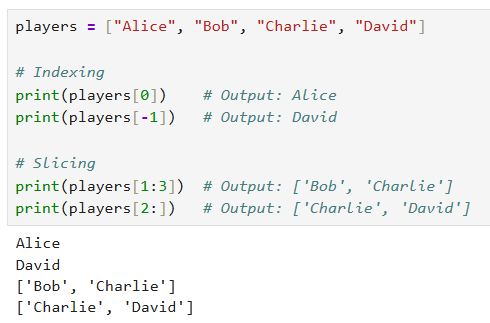 players = ["Alice", "Bob", "Charlie", "David"]
# Indexing
print(players[0])    # Output: Alice
print(players[-1])   # Output: David
# Slicing
print(players[1:3])  # Output: ['Bob', 'Charlie']
print(players[2:])   # Output: ['Charlie', 'David']
Alice
David
['Bob', 'Charlie']
['Charlie', 'David']